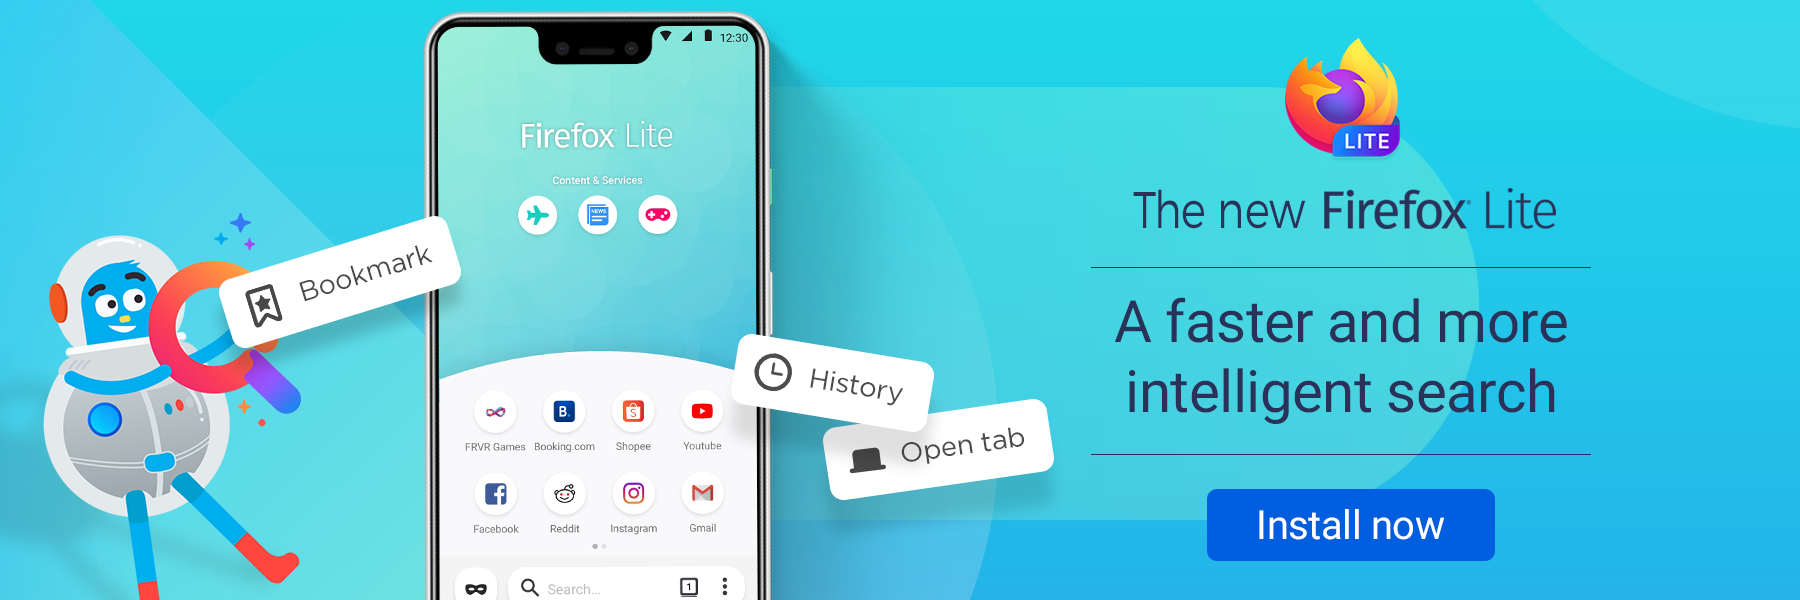 12:30
Firefox Lite
Content & Services
NEWS
Bookmark
History
Open tab
FRVR Games
Booking.com
Shopee
Youtube
Facebook
Reddit
Instagram
Gmail
Search...
1
LITE
The new Firefox Lite
A faster and more
intelligent search
Install now